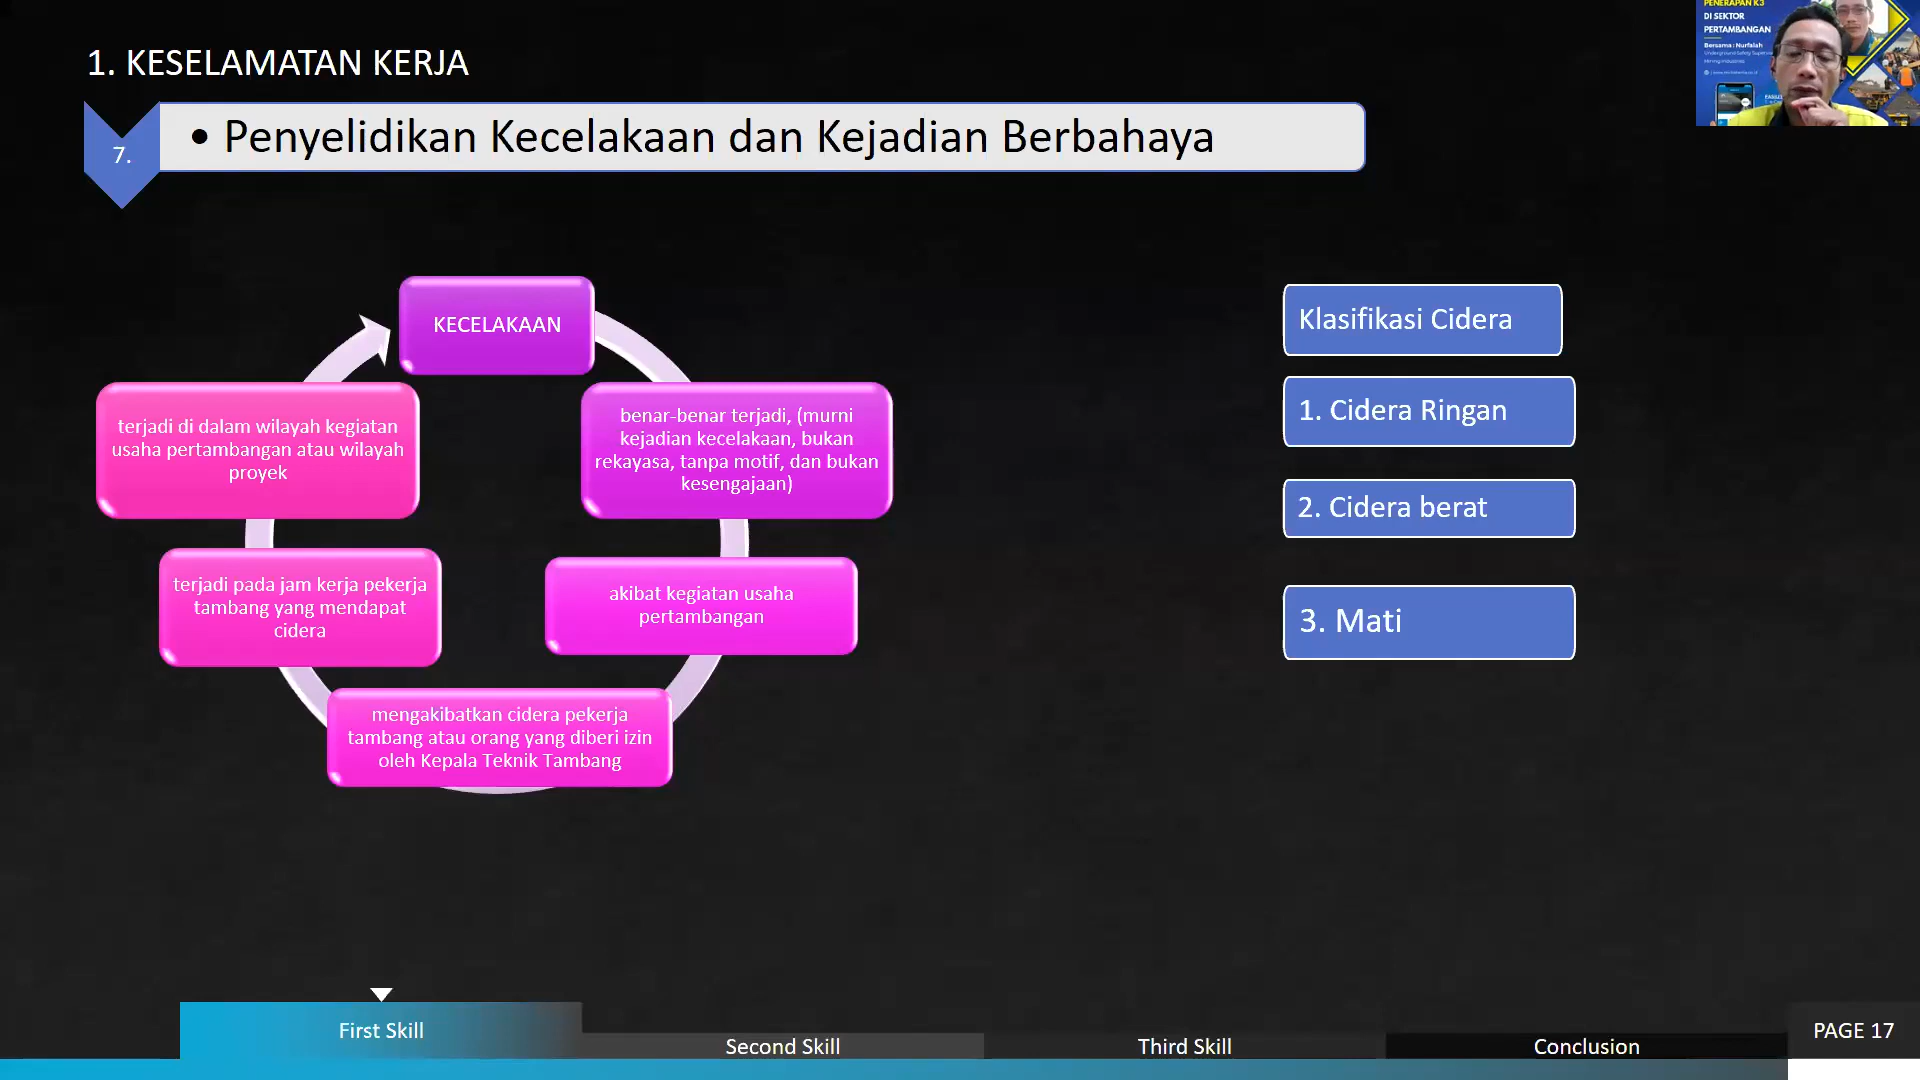 1. KESELAMATAN KERJA
7.
• Penyelidikan Kecelakaan dan Kejadian Berbahaya
KECELAKAAN
benar-benar terjadi, (murni
kejadian kecelakaan, bukan
rekayasa, tanpa motif, dan bukan
kesengajaan)
akibat kegiatan usaha
pertambangan
mengakibatkan cidera pekerja
tambang atau orang yang diberi izin
oleh Kepala Teknik Tambang
terjadi pada jam kerja pekerja
tambang yang mendapat
cidera
terjadi di dalam wilayah kegiatan
usaha pertambangan atau wilayah
proyek
Klasifikasi Cidera
1. Cidera Ringan
2. Cidera berat
3. Mati
PENERAPAN K3
DI SEKTOR
PERTAMBANGAN
Bersama : Nurfalah
First Skill
Second Skill
Third Skill
Conclusion
PAGE 17